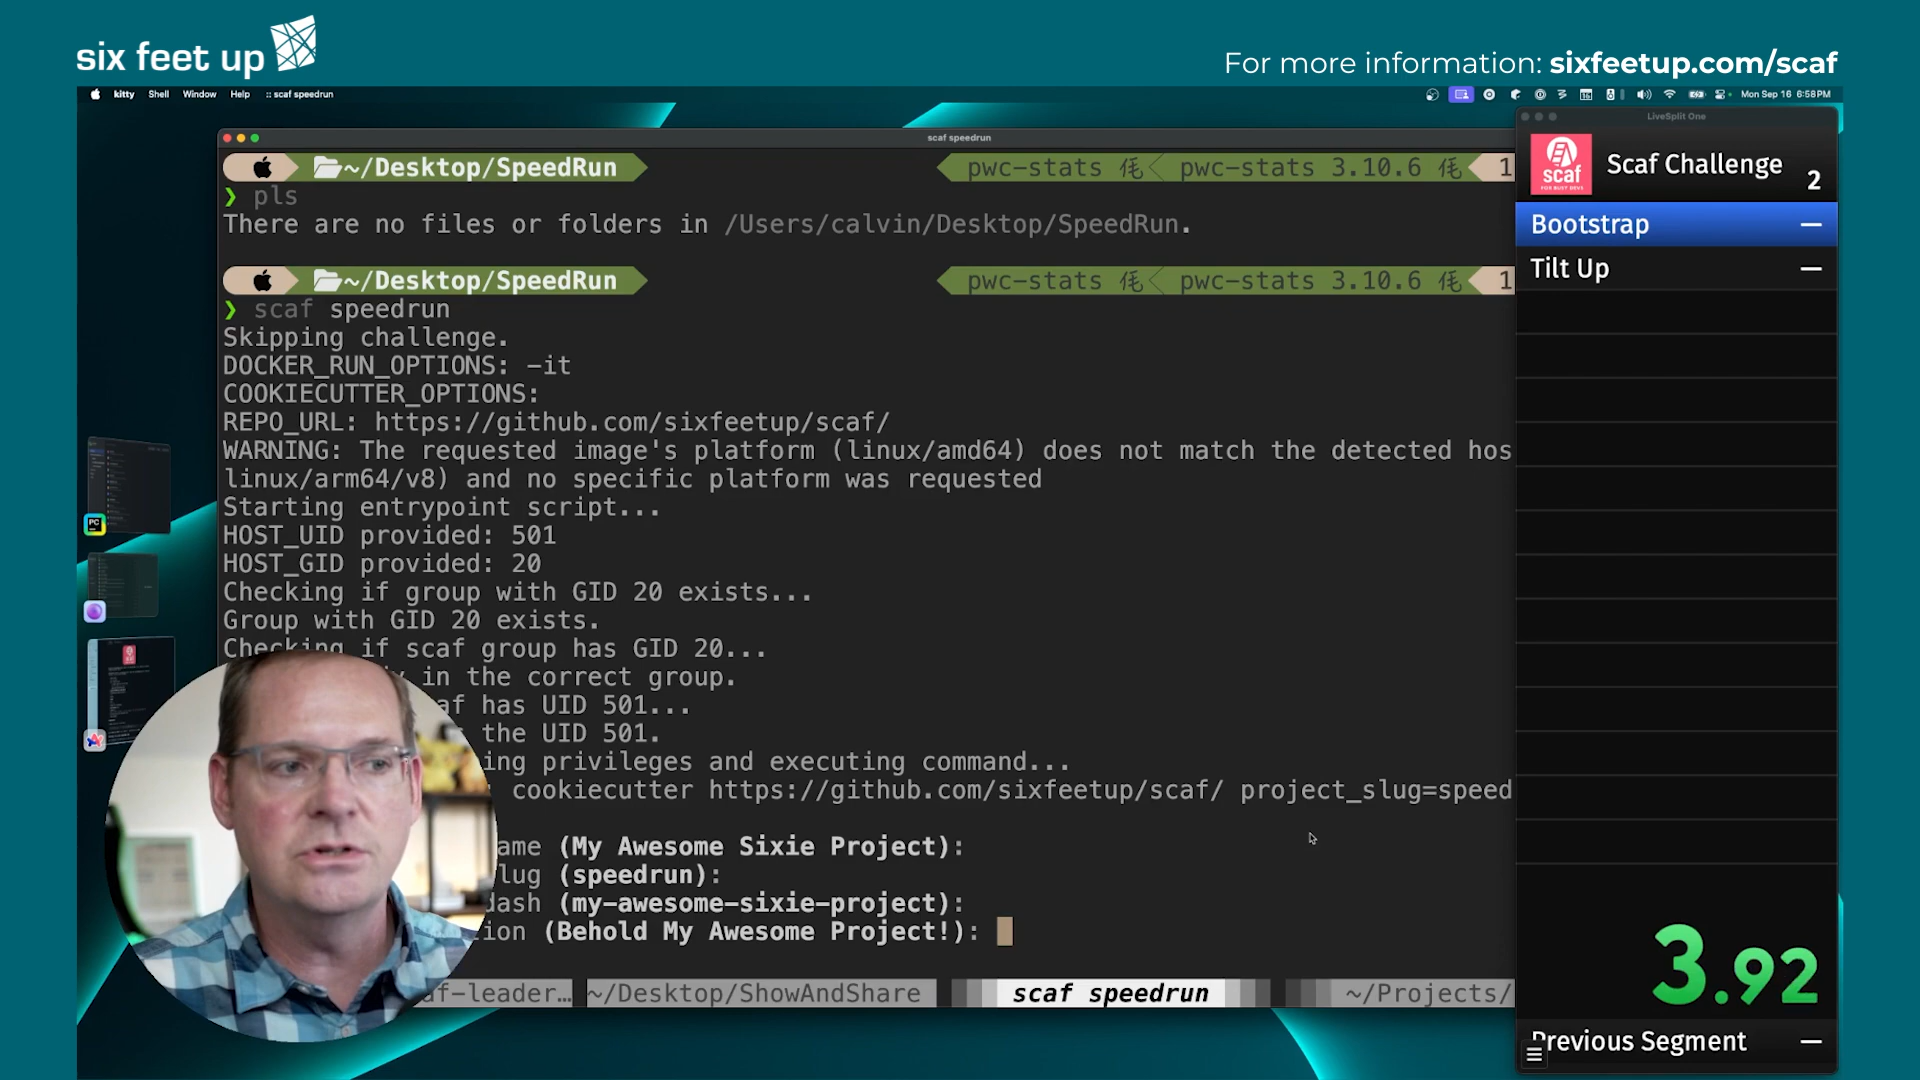 six feet up
For more information: sixfeetup.com/scaf
kitty Shell Window Help :: scaf speedrun
Mon Sep 16 6:58PM
scaf speedrun
LiveSplit One
~/Desktop/SpeedRun
pwc-stats pwc-stats 3.10.6 1
❯ pls
There are no files or folders in /Users/calvin/Desktop/SpeedRun.
~/Desktop/SpeedRun
pwc-stats pwc-stats 3.10.6 1
❯ scaf speedrun
Skipping challenge.
DOCKER_RUN_OPTIONS: -it
COOKIECUTTER_OPTIONS:
REPO_URL: https://github.com/sixfeetup/scaf/
WARNING: The requested image's platform (linux/amd64) does not match the detected hos
linux/arm64/v8) and no specific platform was requested
Starting entrypoint script...
HOST_UID provided: 501
HOST_GID provided: 20
Checking if group with GID 20 exists...
Group with GID 20 exists.
Checking if scaf group has GID 20...
in the correct group.
af has UID 501...
the UID 501.
ing privileges and executing command...
cookiecutter https://github.com/sixfeetup/scaf/ project_slug=speed
ame (My Awesome Sixie Project):
lug (speedrun):
dash (my-awesome-sixie-project):
ion (Behold My Awesome Project!):
af-leader… ~/Desktop/ShowAndShare scaf speedrun ~/Projects/
scaf
FOR BUSY DEVS
Scaf Challenge
2
Bootstrap —
Tilt Up —
3.92
Previous Segment —
PC